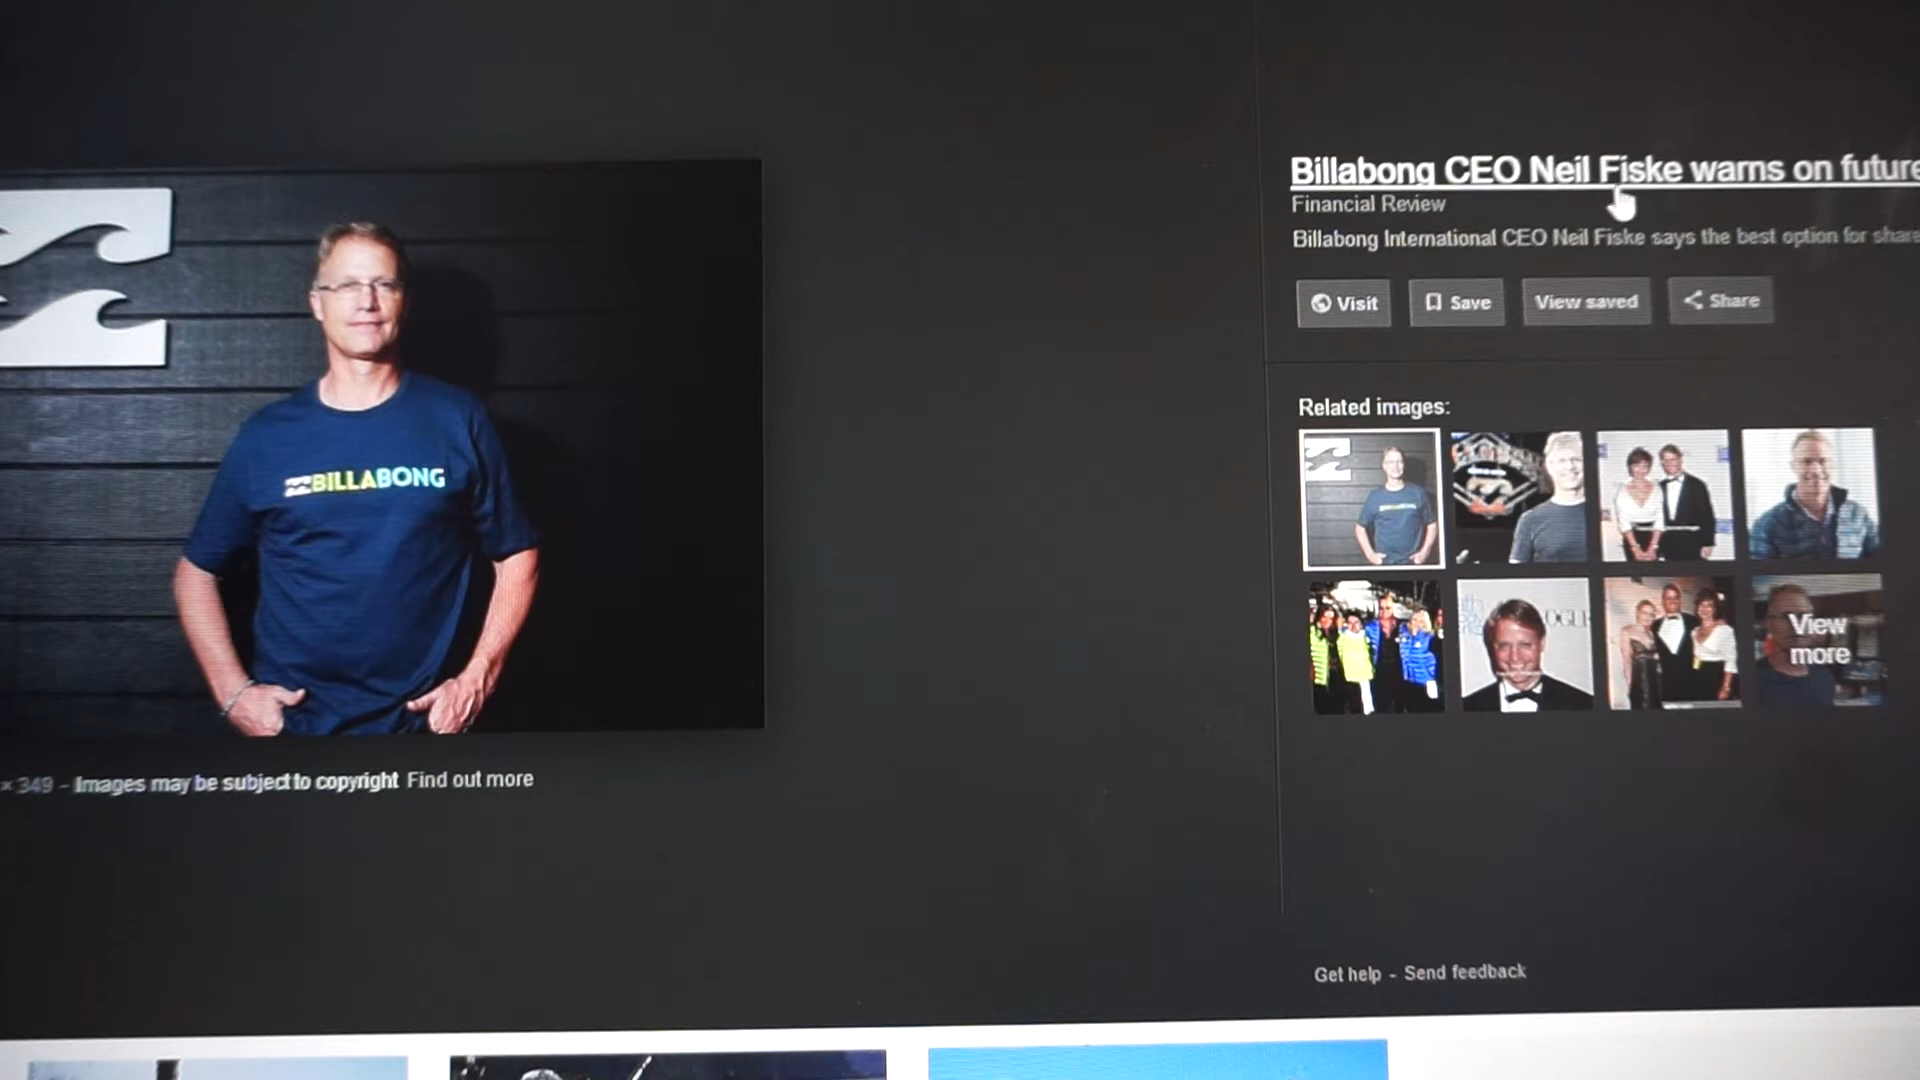 Billabong CEO Neil Fiske warns on future
Financial Review
Billabong International CEO Neil Fiske says the best option for share
Visit
Save
View saved
Share
BILLABONG
Related images:
View
more
× 349 - Images may be subject to copyright Find out more
Get help - Send feedback